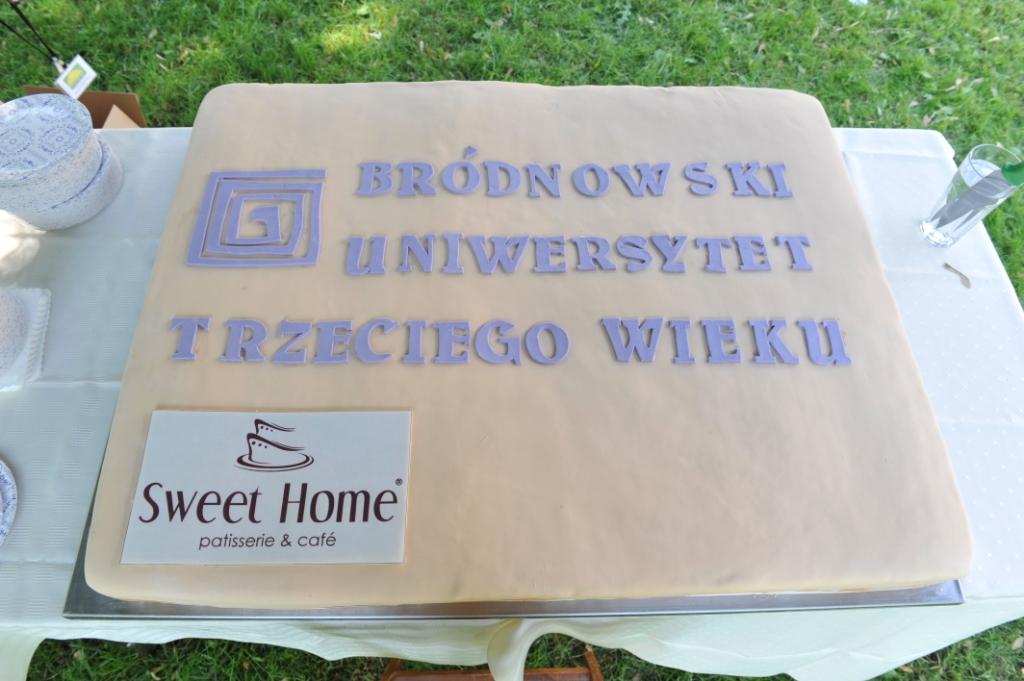 BRÓDNOWSKI
UNIWERSYTET
TRZECIEGO WIEKU
Sweet Home®
patisserie & café